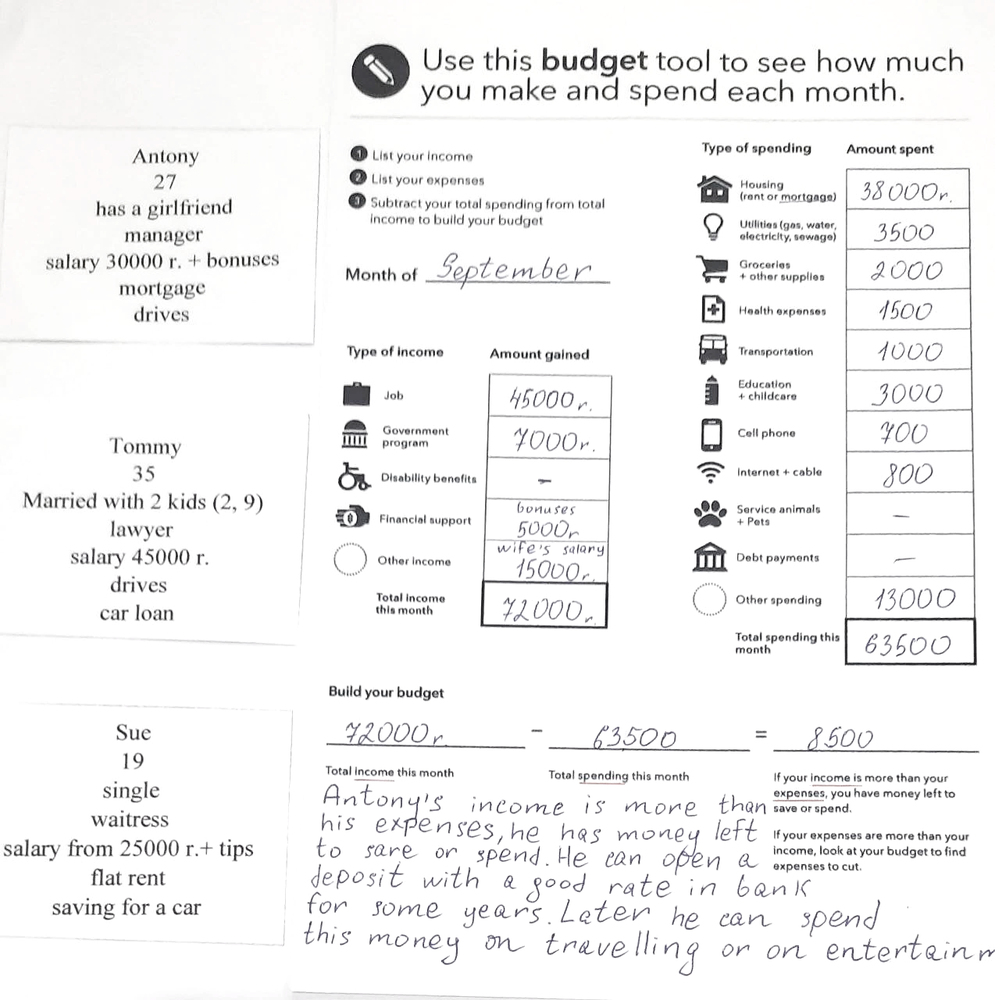 Use this budget tool to see how much
you make and spend each month.
Antony
27
has a girlfriend
manager
salary 30000 r. + bonuses
mortgage
drives
Tommy
35
Married with 2 kids (2, 9)
lawyer
salary 45000 r.
drives
car loan
Sue
19
single
waitress
salary from 25000 r.+ tips
flat rent
saving for a car
1 List your income
2 List your expenses
3 Subtract your total spending from total
income to build your budget
Month of September
Type of income Amount gained
Job 45000 r.
Government
program 7000r.
Disability benefits –
Financial support bonuses
5000r
Other income wife's salary
15000r.
Total income
this month 72000r.
Type of spending Amount spent
Housing
(rent or mortgage) 38000r.
Utilities (gas, water,
electricity, sewage) 3500
Groceries
+ other supplies 2000
Health expenses 1500
Transportation 1000
Education
+ childcare 3000
Cell phone 700
Internet + cable 800
Service animals
+ Pets –
Debt payments –
Other spending 13000
Total spending this
month 63500
Build your budget
72000r. – 63500 = 8500
Total income this month
Total spending this month
If your income is more than your
expenses, you have money left to
save or spend.
If your expenses are more than your
income, look at your budget to find
expenses to cut.
Antony's income is more than
his expenses, he has money left
to sare or spend. He can open a
deposit with a good rate in bank
for some years. Later he can spend
this money on travelling or on entertainm